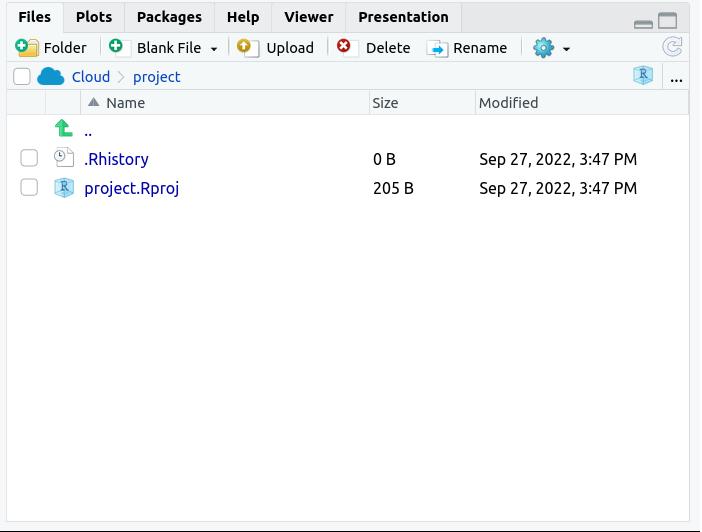 Files Plots Packages Help Viewer Presentation
Folder Blank File Upload Delete Rename
Cloud project R ...
Name Size Modified
..
.Rhistory 0 B Sep 27, 2022, 3:47 PM
R project.Rproj 205 B Sep 27, 2022, 3:47 PM